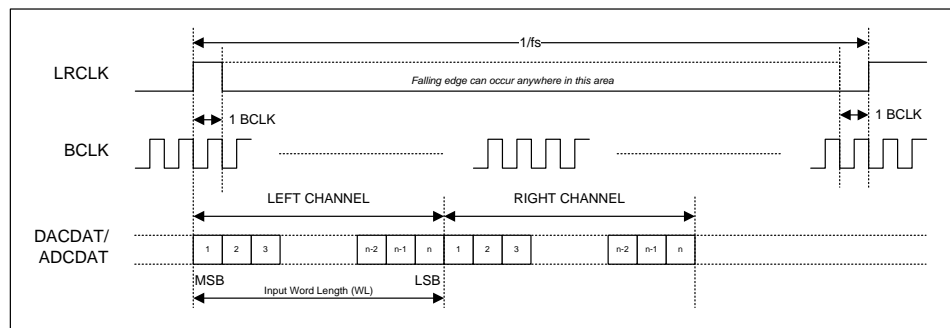 1/fs
LRCLK
Falling edge can occur anywhere in this area
1 BCLK
1 BCLK
BCLK
LEFT CHANNEL
RIGHT CHANNEL
DACDAT/
ADCDAT
1 2 3 n-2 n-1 n 1 2 3 n-2 n-1 n
MSB
LSB
Input Word Length (WL)